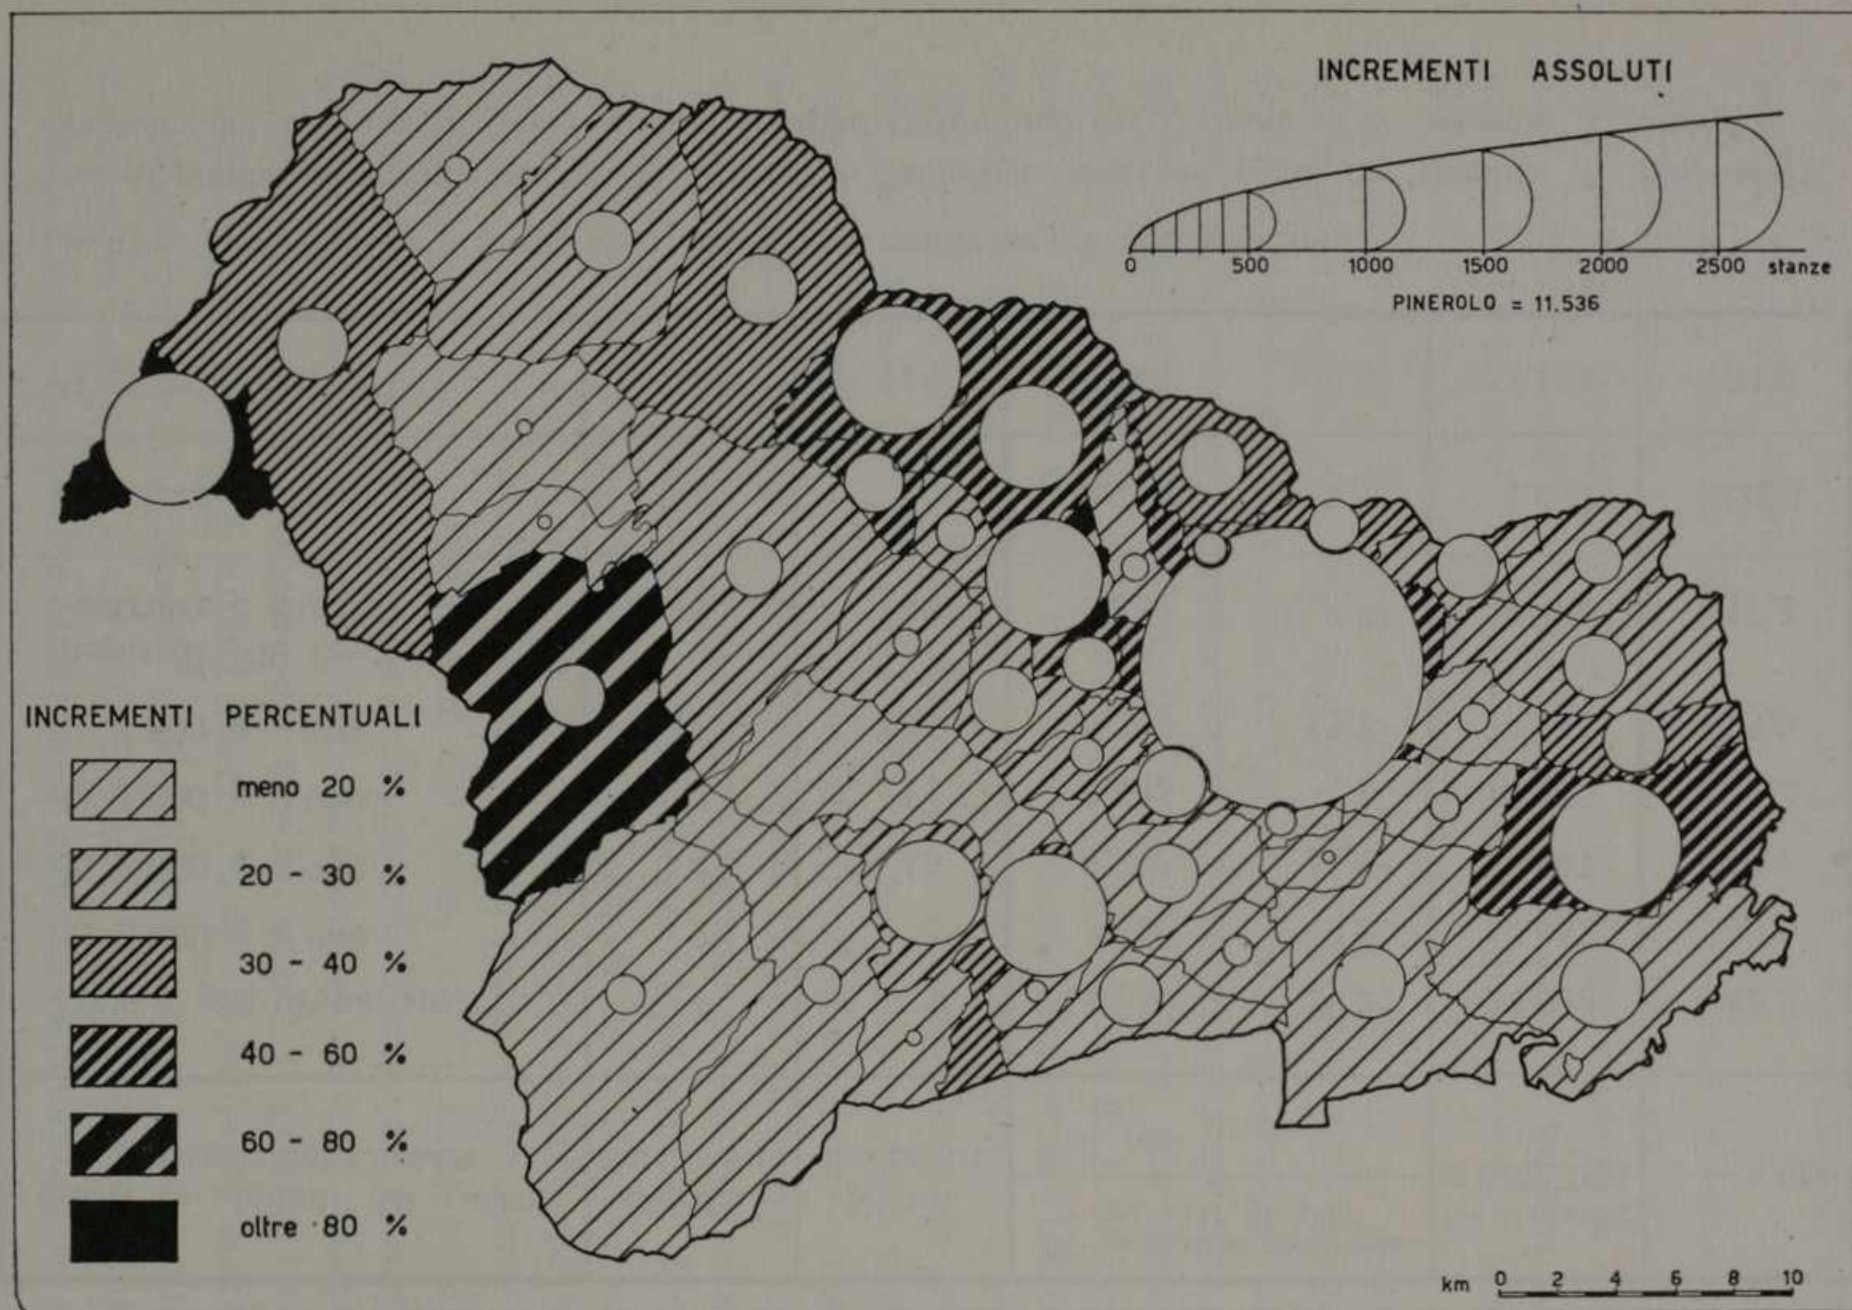 INCREMENTI ASSOLUTI
0 500 1000 1500 2000 2500 stanze
PINEROLO = 11.536
INCREMENTI PERCENTUALI
meno 20 %
20 - 30 %
30 - 40 %
40 - 60 %
60 - 80 %
oltre 80 %
km 0 2 4 6 8 10